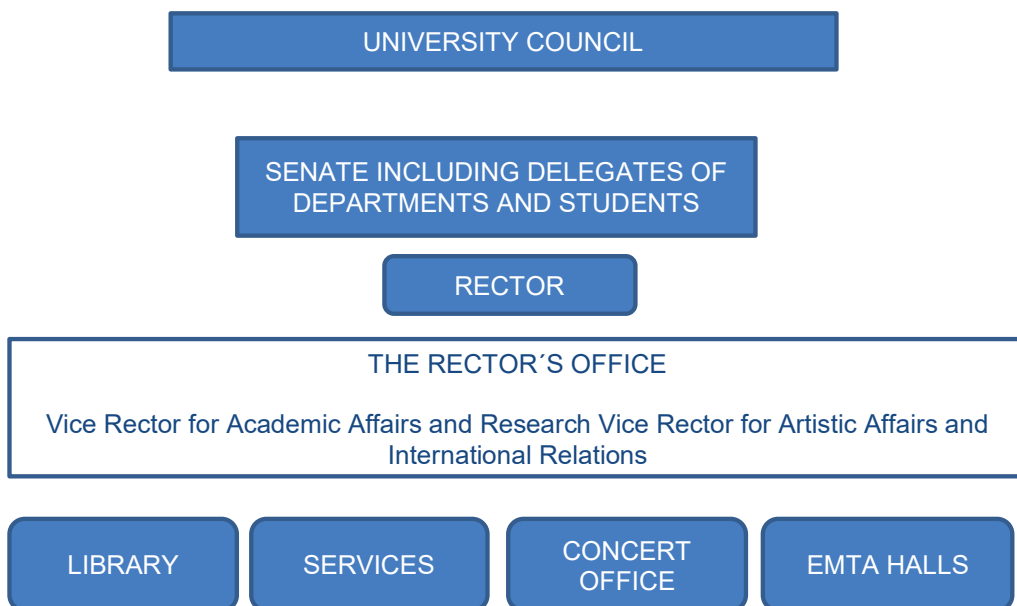 UNIVERSITY COUNCIL
SENATE INCLUDING DELEGATES OF
DEPARTMENTS AND STUDENTS
RECTOR
THE RECTOR´S OFFICE
Vice Rector for Academic Affairs and Research Vice Rector for Artistic Affairs and
International Relations
LIBRARY
SERVICES
CONCERT
OFFICE
EMTA HALLS